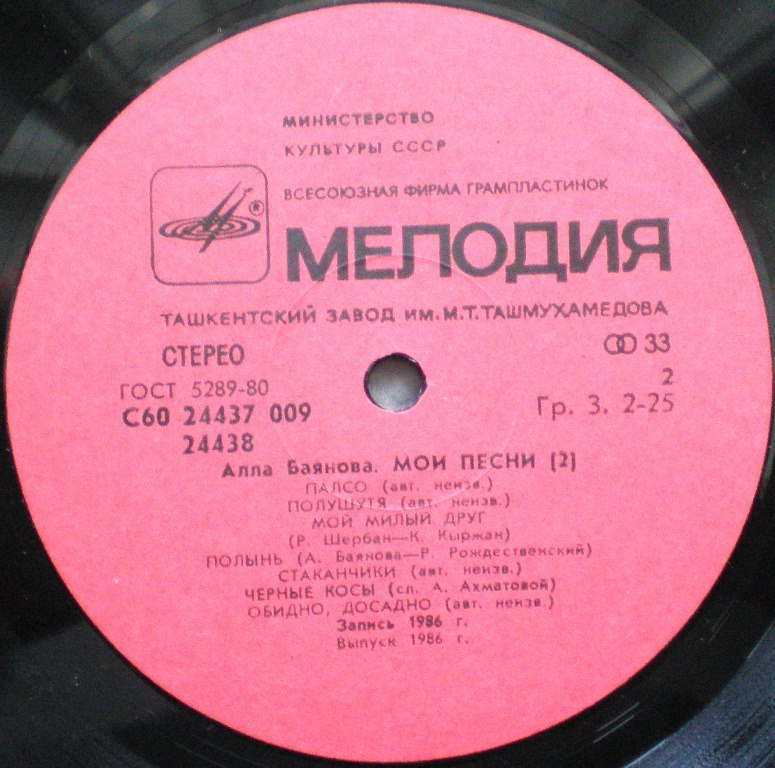 МИНИСТЕРСТВО
КУЛЬТУРЫ СССР
ВСЕСОЮЗНАЯ ФИРМА ГРАМПЛАСТИНОК
®
МЕЛОДИЯ
ТАШКЕНТСКИЙ ЗАВОД ИМ. М.Т.ТАШМУХАМЕДОВА
СТЕРЕО
33
ГОСТ 5289-80
2
С60 24437 009
Гр. 3. 2-25
24438
Алла Баянова. МОИ ПЕСНИ (2)
ПАЛСО (авт. неизв.)
ПОЛУШУТЯ (авт. неизв.)
МОЙ МИЛЫЙ ДРУГ
(Р. Шербан—К. Кыржан)
ПОЛЫНЬ (А. Баянова—Р. Рождественский)
СТАКАНЧИКИ (авт. неизв.)
ЧЕРНЫЕ КОСЫ (сл. А. Ахматовой)
ОБИДНО, ДОСАДНО (авт. неизв.)
Запись 1986 г.
Выпуск 1986 г.